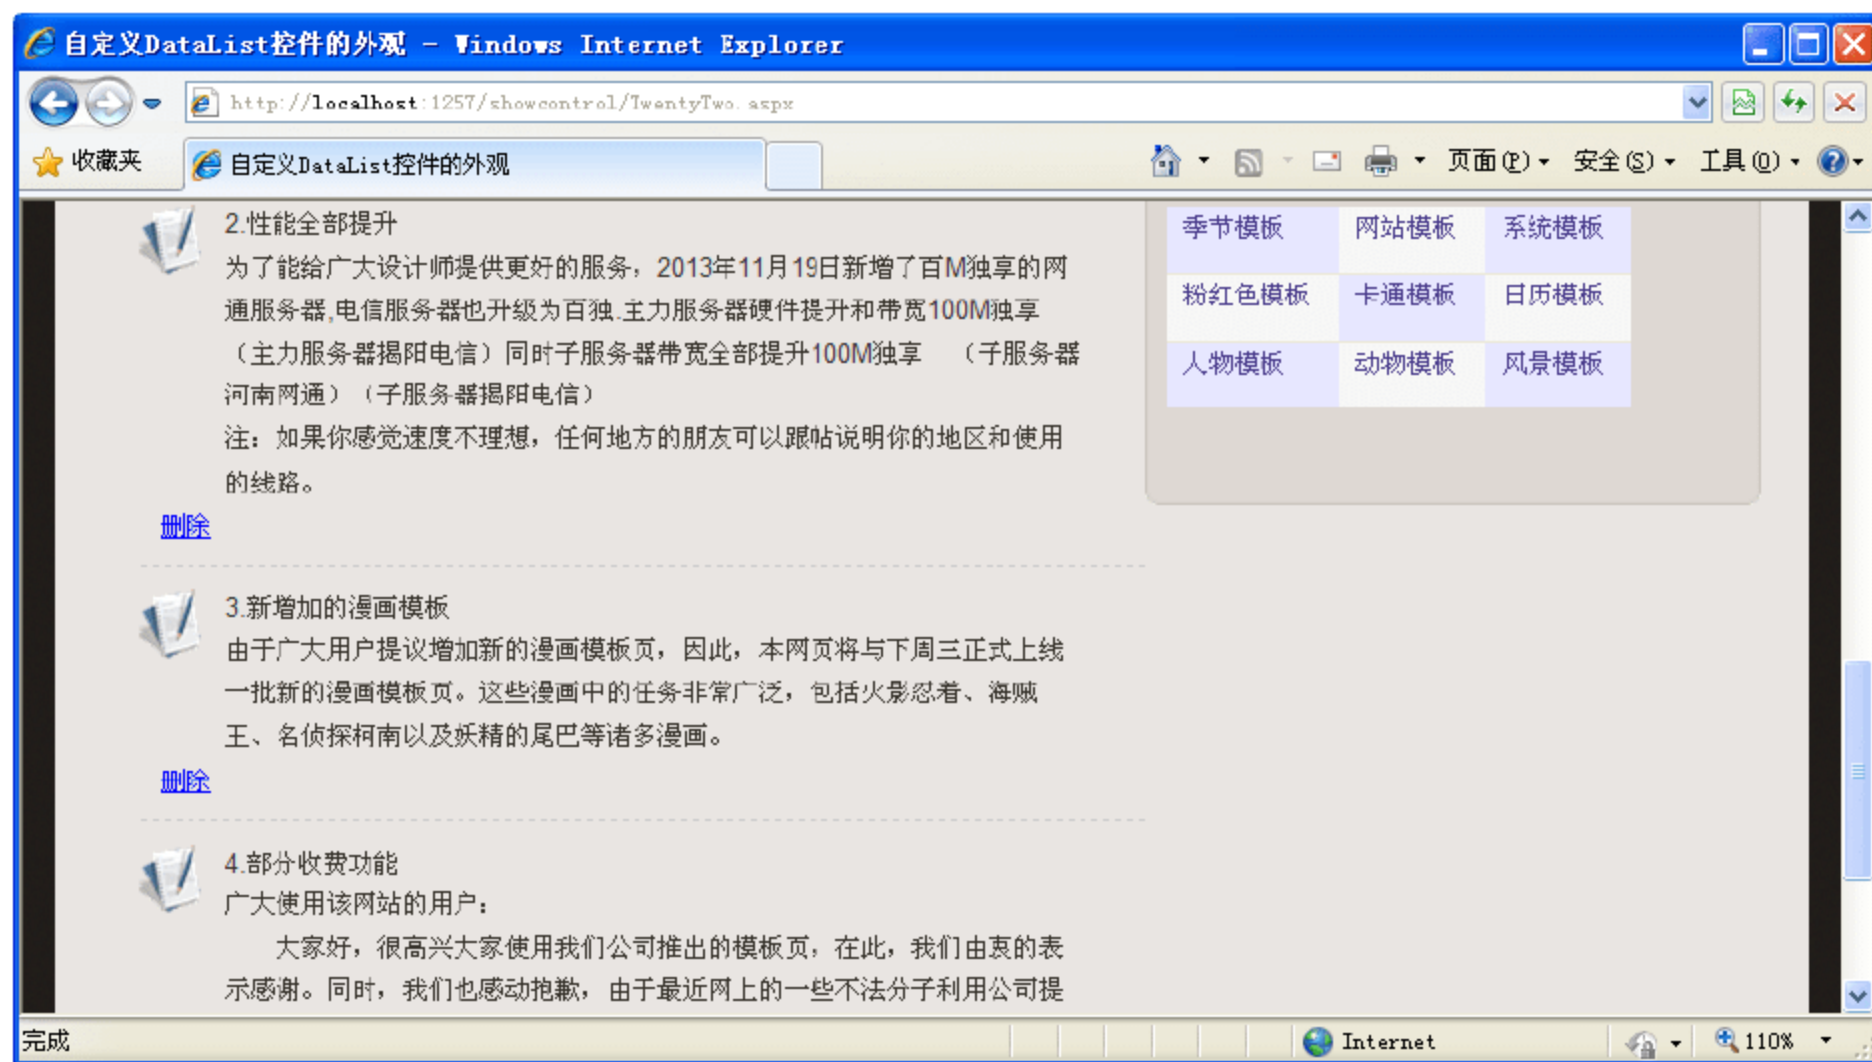 自定义DataList控件的外观 - Windows Internet Explorer
http://localhost:1257/showcontrol/TwentyTwo.aspx
收藏夹
自定义DataList控件的外观
页面(P)
安全(S)
工具(O)
2.性能全部提升
为了能给广大设计师提供更好的服务，2013年11月19日新增了百M独享的网
通服务器,电信服务器也升级为百独.主力服务器硬件提升和带宽100M独享
（主力服务器揭阳电信）同时子服务器带宽全部提升100M独享 （子服务器
河南网通）（子服务器揭阳电信）
注：如果你感觉速度不理想，任何地方的朋友可以跟帖说明你的地区和使用
的线路。
删除
3.新增加的漫画模板
由于广大用户提议增加新的漫画模板页，因此，本网页将与下周三正式上线
一批新的漫画模板页。这些漫画中的任务非常广泛，包括火影忍者、海贼
王、名侦探柯南以及妖精的尾巴等诸多漫画。
删除
4.部分收费功能
广大使用该网站的用户：
大家好，很高兴大家使用我们公司推出的模板页，在此，我们由衷的表
示感谢。同时，我们也感动抱歉，由于最近网上的一些不法分子利用公司提
季节模板 网站模板 系统模板
粉红色模板 卡通模板 日历模板
人物模板 动物模板 风景模板
完成
Internet
110%